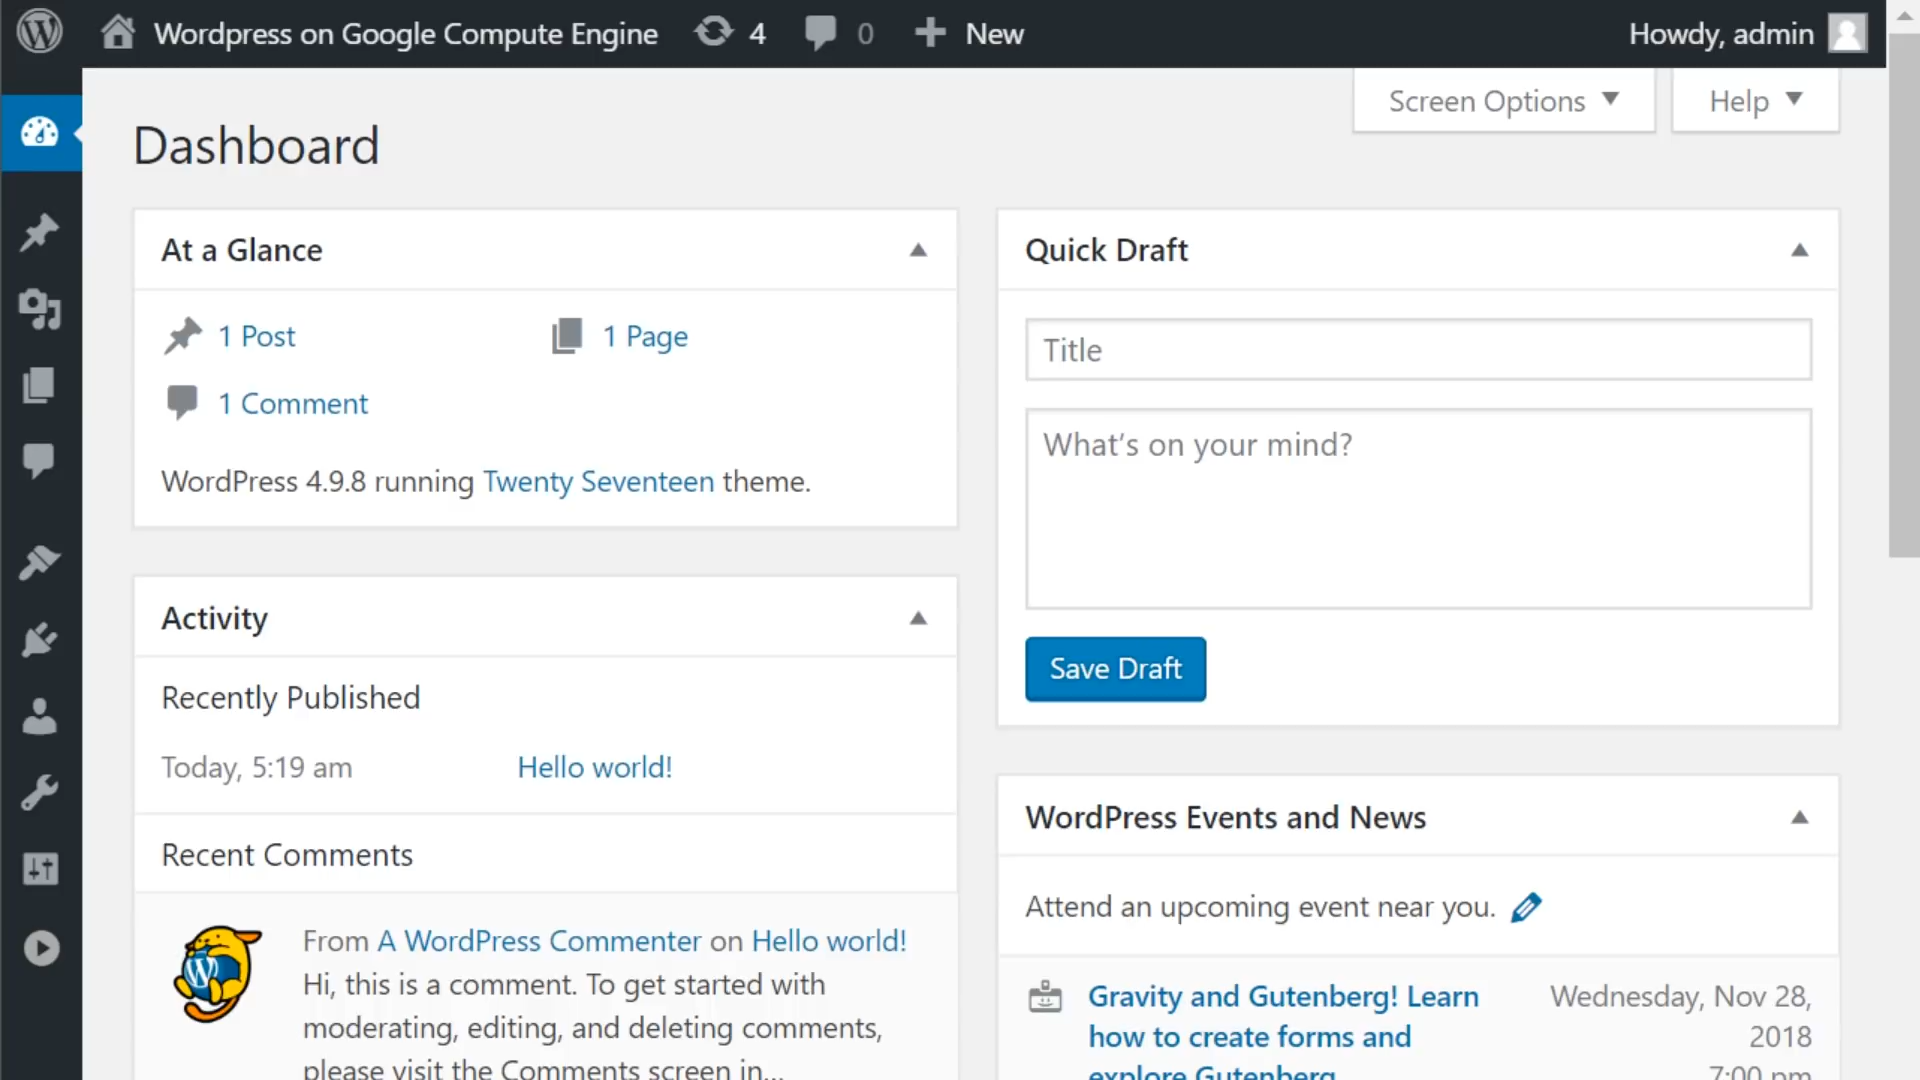 Wordpress on Google Compute Engine 4 0 New Howdy, admin
Screen Options Help
Dashboard
At a Glance
1 Post 1 Page
1 Comment
WordPress 4.9.8 running Twenty Seventeen theme.
Activity
Recently Published
Today, 5:19 am Hello world!
Recent Comments
From A WordPress Commenter on Hello world!
Hi, this is a comment. To get started with
moderating, editing, and deleting comments,
please visit the Comments screen in...
Quick Draft
Title
What's on your mind?
Save Draft
WordPress Events and News
Attend an upcoming event near you.
Gravity and Gutenberg! Learn
how to create forms and
explore Gutenberg
Wednesday, Nov 28,
2018
7:00 pm